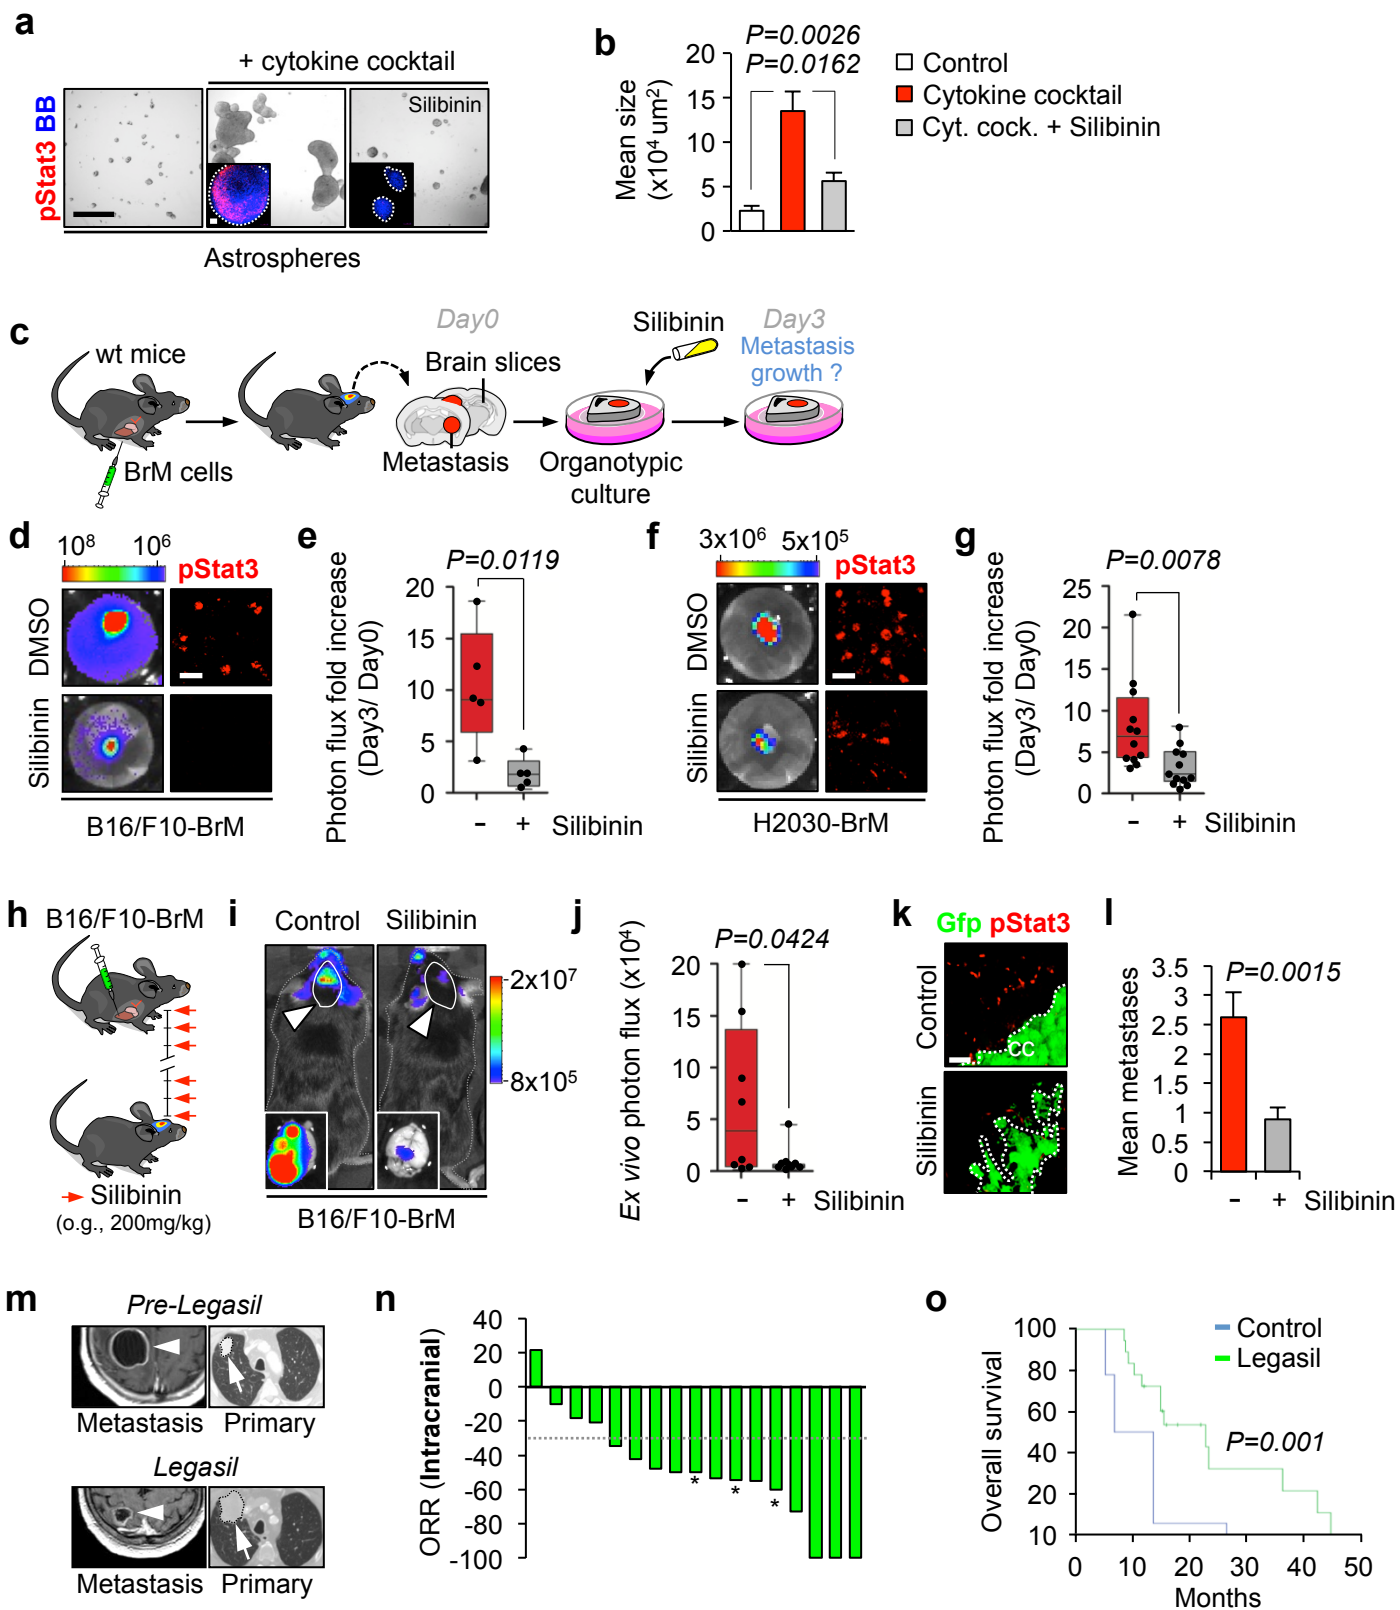 a
+ cytokine cocktail
pStat3 BB
Silibinin
Astrospheres
b
P=0.0026
P=0.0162
Mean size
(x10⁴ um²)
20
15
10
5
0
Control
Cytokine cocktail
Cyt. cock. + Silibinin
c
wt mice
BrM cells
Day0
Brain slices
Metastasis
Organotypic
culture
Silibinin
Day3
Metastasis
growth ?
d
10⁸
10⁶
pStat3
DMSO
Silibinin
B16/F10-BrM
e
P=0.0119
Photon flux fold increase
(Day3/ Day0)
20
15
10
5
0
-
+
Silibinin
f
3x10⁶
5x10⁵
pStat3
DMSO
Silibinin
H2030-BrM
g
P=0.0078
Photon flux fold increase
(Day3/ Day0)
25
20
15
10
5
0
-
+
Silibinin
h
B16/F10-BrM
Silibinin
(o.g., 200mg/kg)
i
Control
Silibinin
-2x10⁷
-8x10⁵
B16/F10-BrM
j
P=0.0424
Ex vivo photon flux (x10⁴)
20
15
10
5
0
-
+
Silibinin
k
Gfp pStat3
Control
cc
Silibinin
l
P=0.0015
Mean metastases
3.5
3
2.5
2
1.5
1
0.5
0
-
+
Silibinin
m
Pre-Legasil
Metastasis
Primary
Legasil
Metastasis
Primary
n
ORR (Intracranial)
40
20
0
-20
-40
-60
-80
-100
*
*
*
o
Overall survival
100
80
60
40
20
10
Control
Legasil
P=0.001
0
10
20
30
40
50
Months